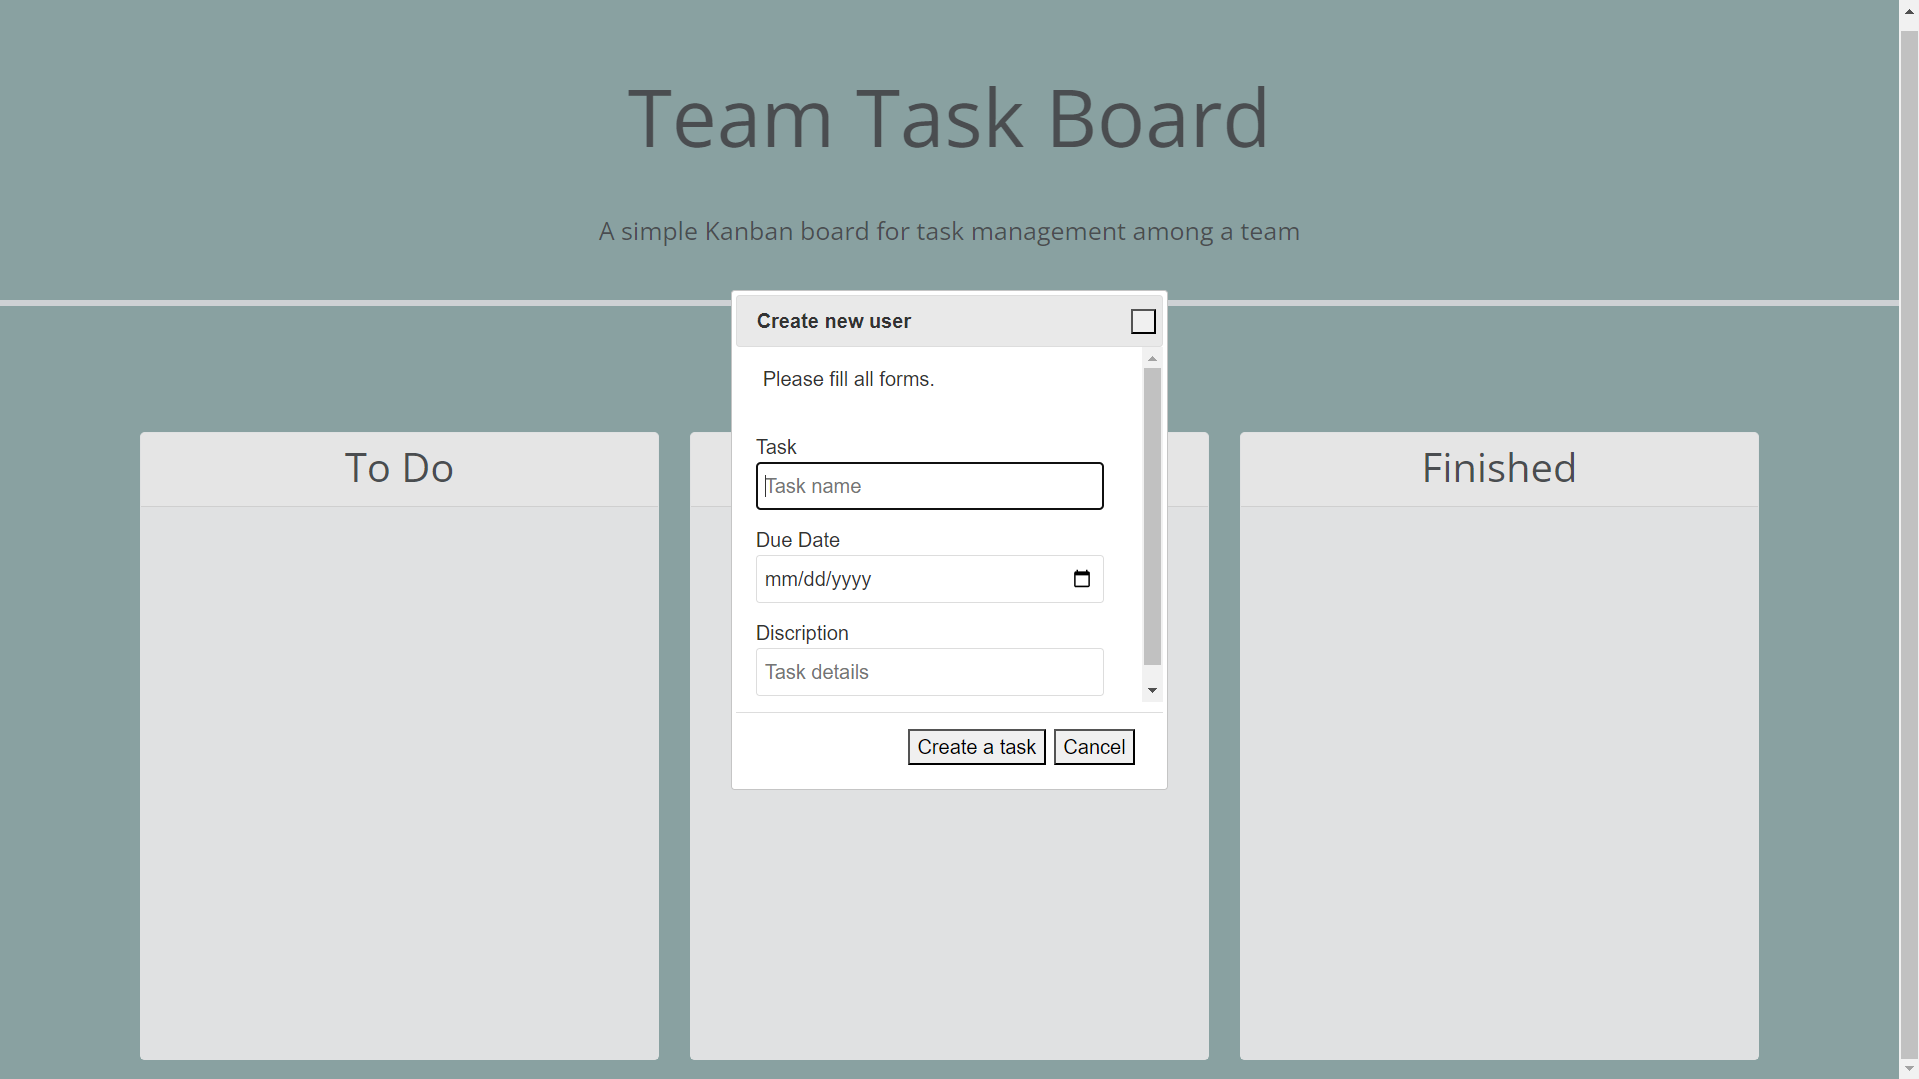 Team Task Board
A simple Kanban board for task management among a team
Create new user
Please fill all forms.
Task
Task name
Due Date
mm/dd/yyyy
Discription
Task details
Create a task Cancel
To Do
Finished